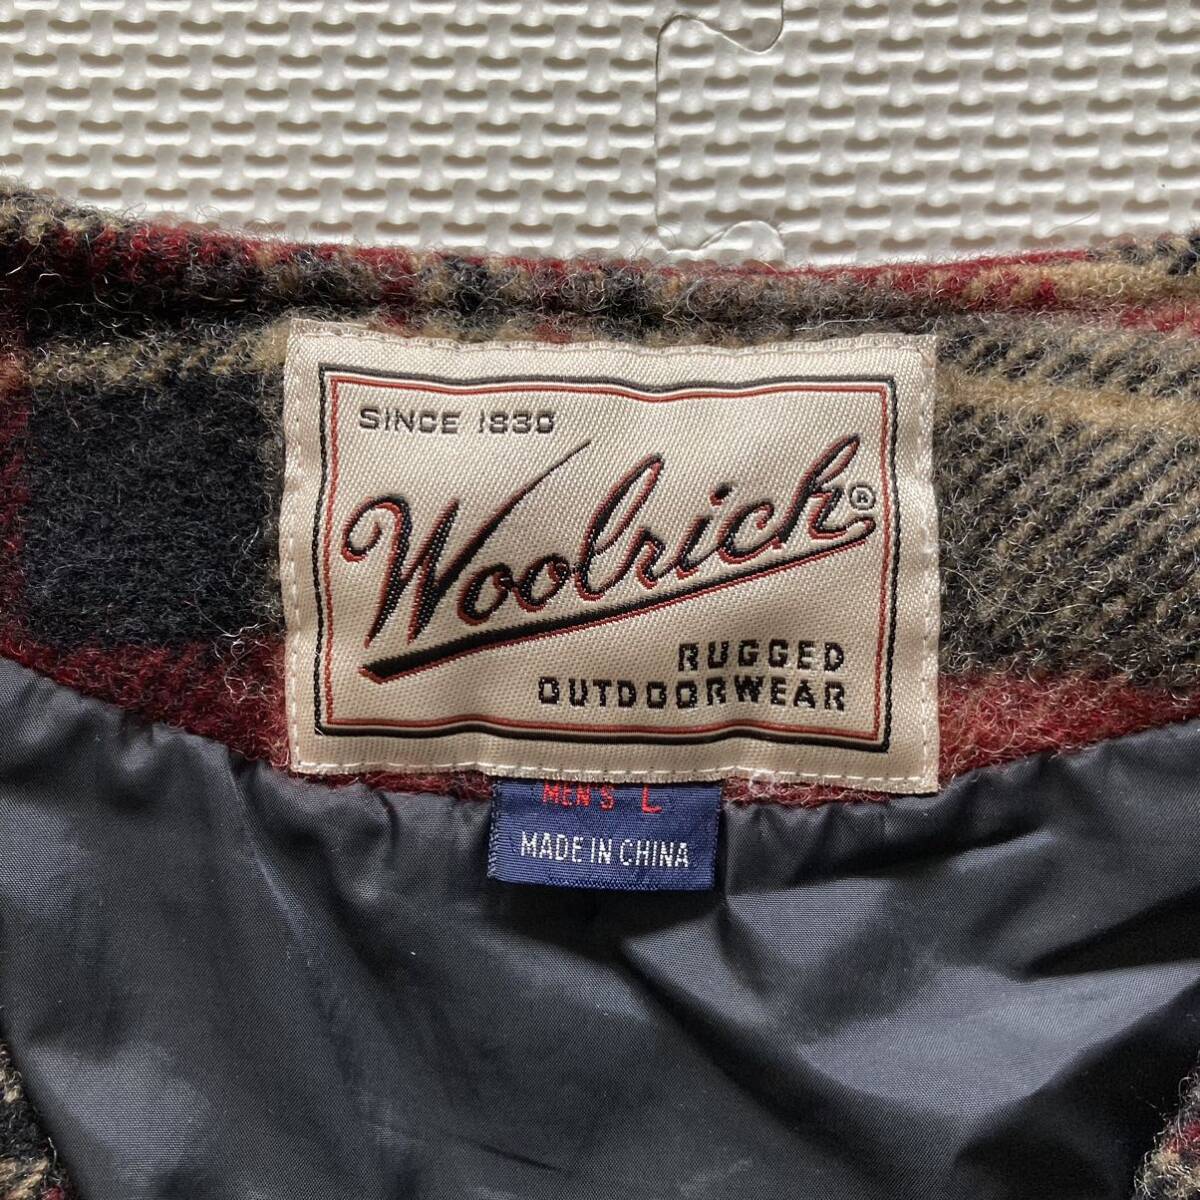 SINCE 1830
Woolrich®
RUGGED
OUTDOORWEAR
MEN'S L
MADE IN CHINA